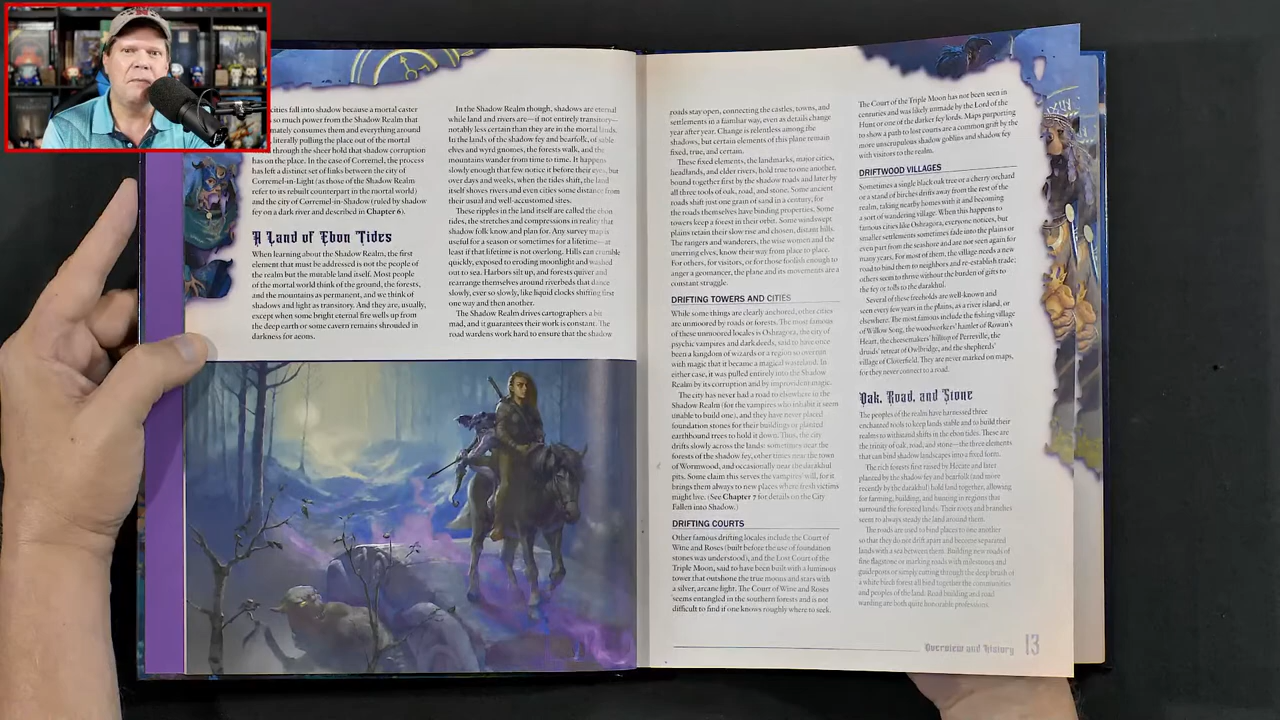 cities fall into shadow because a mortal caster
so much power from the Shadow Realm that
mately consumes them and everything around
literally pulling the place out of the mortal
through the sheer hold that shadow corruption
has on the place. In the case of Corremel, the process
has left a distinct set of links between the city of
Corremel-in-Light (as those of the Shadow Realm
refer to its rebuilt counterpart in the mortal world)
and the city of Corremel-in-Shadow (ruled by shadow
fey on a dark river and described in Chapter 6).
A Land of Ebon Tides
When learning about the Shadow Realm, the first
element that must be addressed is not the people of
the realm but the mutable land itself. Most people
of the mortal world think of the ground, the forests,
and the mountains as permanent, and we think of
shadows and light as transitory. And they are, usually,
except when some bright eternal fire wells up from
the deep earth or some cavern remains shrouded in
darkness for aeons.
In the Shadow Realm though, shadows are eternal
while land and rivers are—if not entirely transitory—
notably less certain than they are in the mortal lands.
In the lands of the shadow fey and bearfolk, of sable
elves and wyrd gnomes, the forests walk, and the
mountains wander from time to time. It happens
slowly enough that few notice it before their eyes, but
over days and weeks, when the tides shift, the land
itself shoves rivers and even cities some distance from
their usual and well-accustomed sites.
These ripples in the land itself are called the ebon
tides, the stretches and compressions in reality that
shadow folk know and plan for. Any survey map is
useful for a season or sometimes for a lifetime—at
least if that lifetime is not overlong. Hills can crumble
quickly, exposed to eroding moonlight and washed
out to sea. Harbors silt up, and forests quiver and
rearrange themselves around riverbeds that dance
slowly, ever so slowly, like liquid clocks shifting first
one way and then another.
The Shadow Realm drives cartographers a bit
mad, and it guarantees their work is constant. The
road wardens work hard to ensure that the shadow
roads stay open, connecting the castles, towns, and
settlements in a familiar way, even as details change
year after year. Change is relentless among the
shadows, but certain elements of this plane remain
fixed, true, and certain.
These fixed elements, the landmarks, major cities,
headlands, and elder rivers, hold true to one another,
bound together first by the shadow roads and later by
all three tools of oak, road, and stone. Some ancient
roads shift just one grain of sand in a century, for
the roads themselves have binding properties. Some
towers keep a forest in their orbit. Some windswept
plains retain their slow rise and chosen, distant hills.
The rangers and wanderers, the wise women and the
unerring elves, know their way from place to place.
For others, for visitors, or for those foolish enough to
anger a geomancer, the plane and its movements are a
constant struggle.
DRIFTING TOWERS AND CITIES
While some things are clearly anchored, other cities
are unmoored by roads or forests. The most famous
of these unmoored locales is Oshragora, the city of
psychic vampires and dark elves, said to have once
been a kingdom of wizards or a region so overrun
with magic that it became a magical wasteland. In
either case, it was pulled entirely into the Shadow
Realm by its corruption and by improvident magic.
The city has never had a road to elsewhere in the
Shadow Realm (for the vampires who inhabit it seem
unable to build one), and they have never placed
foundation stones for their buildings or planted
earthbound trees to hold it down. Thus, the city
drifts slowly across the lands: sometimes near the
forests of the shadow fey, other times near the town
of Wormwood, and occasionally near the darakhul
pits. Some claim this serves the vampires' will, for it
brings them always to new places where fresh victims
might live. (See Chapter 7 for details on the City
Fallen into Shadow.)
DRIFTING COURTS
Other famous drifting locales include the Court of
Wine and Roses (built before the use of foundation
stones was understood), and the Lost Court of the
Triple Moon, said to have been built with a luminous
tower that outshone the true moons and stars with
a silver, arcane light. The Court of Wine and Roses
seems entangled in the southern forests and is not
difficult to find if one knows roughly where to seek.
The Court of the Triple Moon has not been seen in
centuries and was likely unmade by the Lord of the
Hunt or one of the darker fey lords. Maps purporting
to show a path to lost courts are a common grift by the
more unscrupulous shadow goblins and shadow fey
with visitors to the realm.
DRIFTWOOD VILLAGES
Sometimes a single black oak tree or a cherry orchard
or a stand of birches drifts away from the rest of the
realm, taking nearby homes with it and becoming
a sort of wandering village. When this happens to
famous cities like Oshragora, everyone notices, but
smaller settlements sometimes fade into the plains or
even part from the seashore and are not seen again for
many years. For most of them, the village needs a new
road to bind them to neighbors and re-establish trade;
others seem to thrive without the burden of gifts to
the fey or tolls to the darakhul.
Several of these freeholds are well-known and
seen every few years in the plains, as a river island, or
elsewhere. The most famous include the fishing village
of Willow Song, the woodworkers' hamlet of Rowan's
Heart, the cheesemakers' hilltop of Perreville, the
druids' retreat of Owlbridge, and the shepherds'
village of Cloverfield. They are never marked on maps,
for they never connect to a road.
Oak, Road, and Stone
The peoples of the realm have harnessed three
enchanted tools to keep lands stable and to build their
realms to withstand shifts in the ebon tides. These are
the trinity of oak, road, and stone—the three elements
that can bind shadow landscapes into a fixed form.
The rich forests first raised by Hecate and later
planted by the shadow fey and bearfolk (and more
recently by the darakhul) hold land together, allowing
for farming, building, and hunting in regions that
surround the forested lands. Their roots and branches
seem to always steady the land around them.
The roads are used to bind places to one another
so that they do not drift apart and become separated
lands with a sea between them. Building new roads of
fine flagstone or marking roads with milestones and
guideposts or simply cutting through the deep brush of
a white birch forest all bind together the communities
and peoples of the land. Road building and road
warding are both quite honorable professions.
Overview and History 13